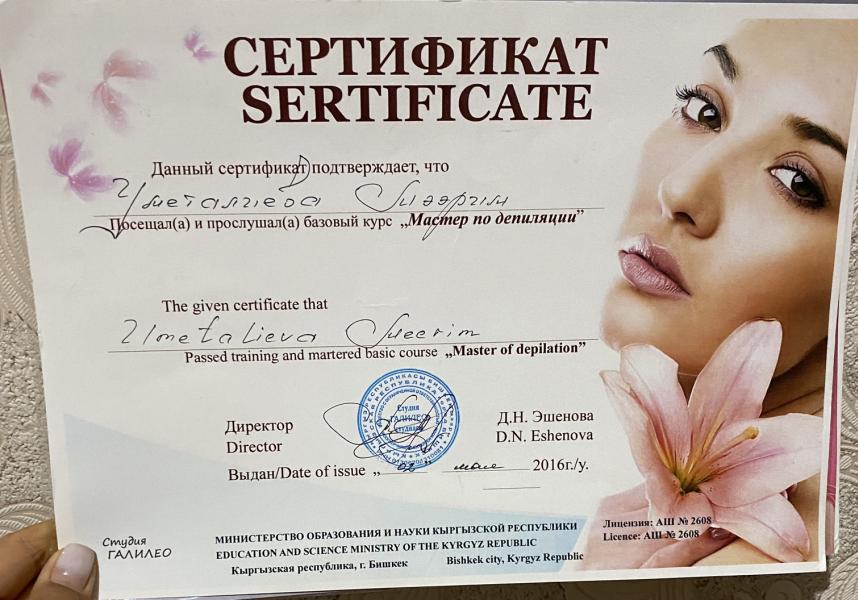 СЕРТИФИКАТ
SERTIFICATE
Данный сертификат подтверждает, что
Посещал(а) и прослушал(а) базовый курс „Мастер по депиляции”
The given certificate that
Passed training and martered basic course „Master of depilation”
Директор
Director
Д.Н. Эшенова
D.N. Eshenova
Студия
ГАЛИЛЕО
Выдан/Date of issue „ “ 2016г./y.
Студия
ГАЛИЛЕО
МИНИСТЕРСТВО ОБРАЗОВАНИЯ И НАУКИ КЫРГЫЗСКОЙ РЕСПУБЛИКИ
EDUCATION AND SCIENCE MINISTRY OF THE KYRGYZ REPUBLIC
Кыргызская республика, г. Бишкек
Bishkek city, Kyrgyz Republic
Лицензия: АШ № 2608
Licence: АШ № 2608